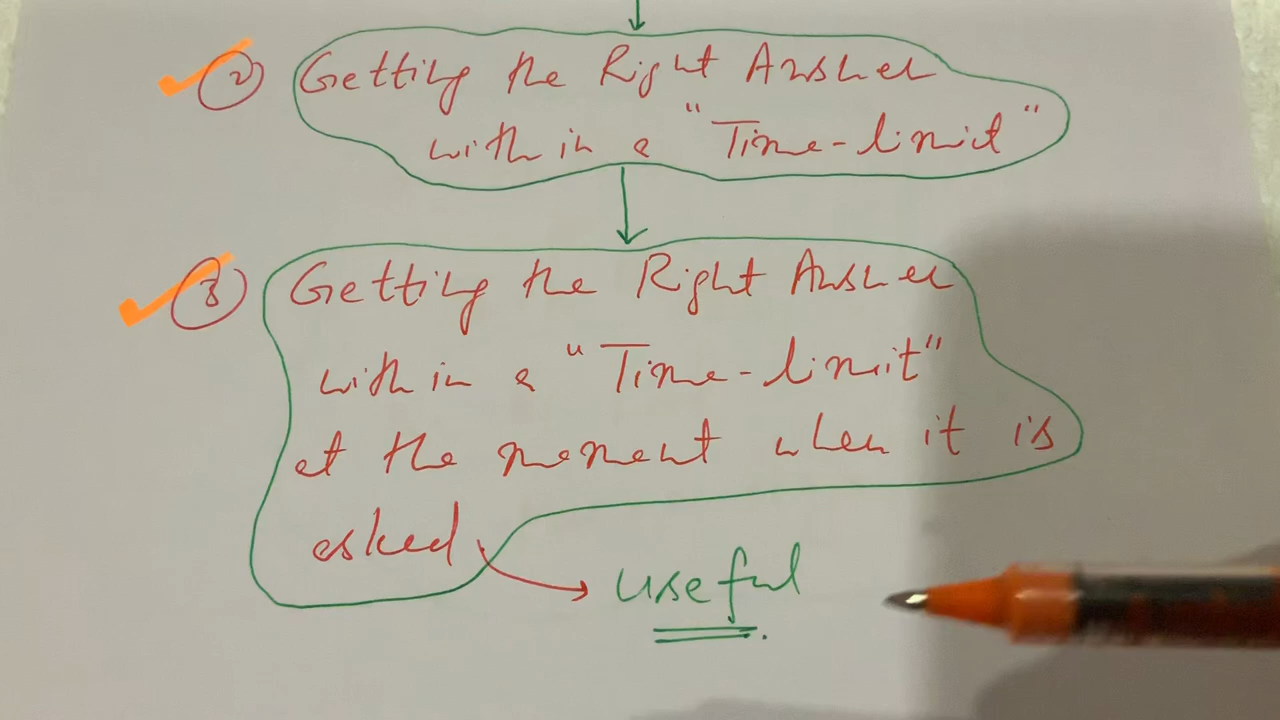 2 Getting the Right Answer
within a "Time-limit"
3 Getting the Right Answer
within a "Time-limit"
at the moment when it is
asked
useful.